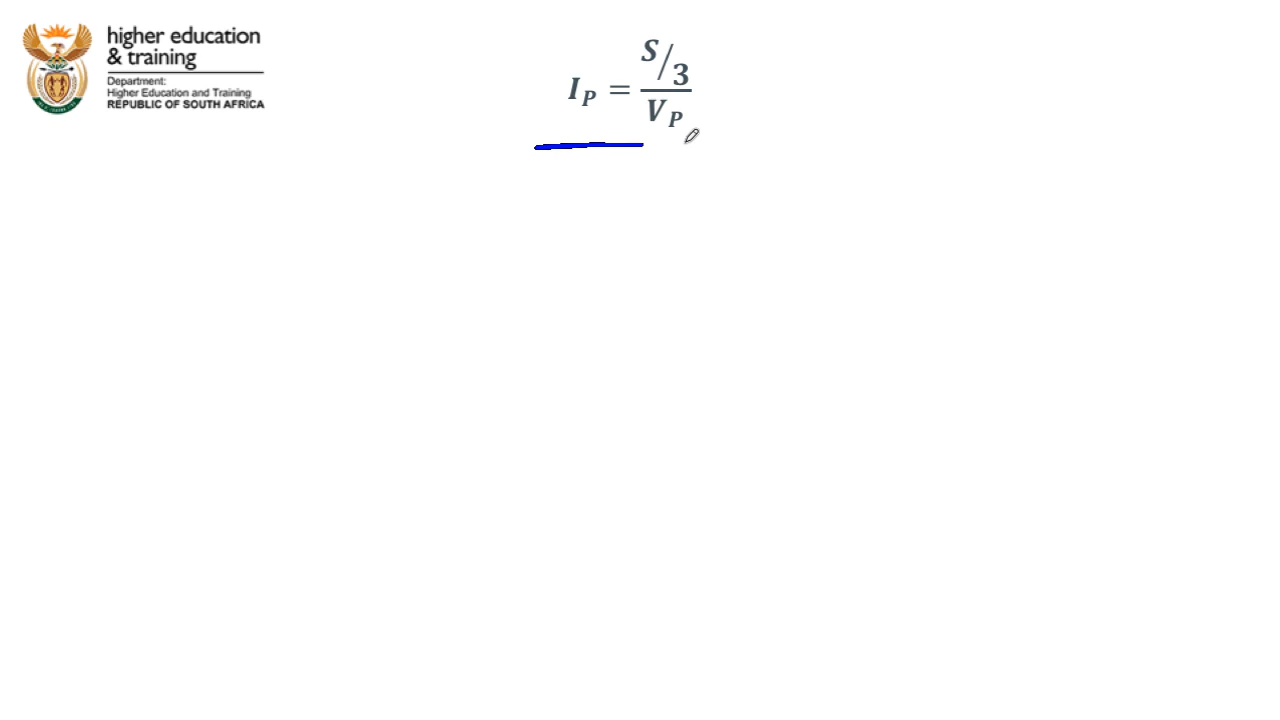 higher education
& training
Department:
Higher Education and Training
REPUBLIC OF SOUTH AFRICA
I_P = (S/3)/V_P